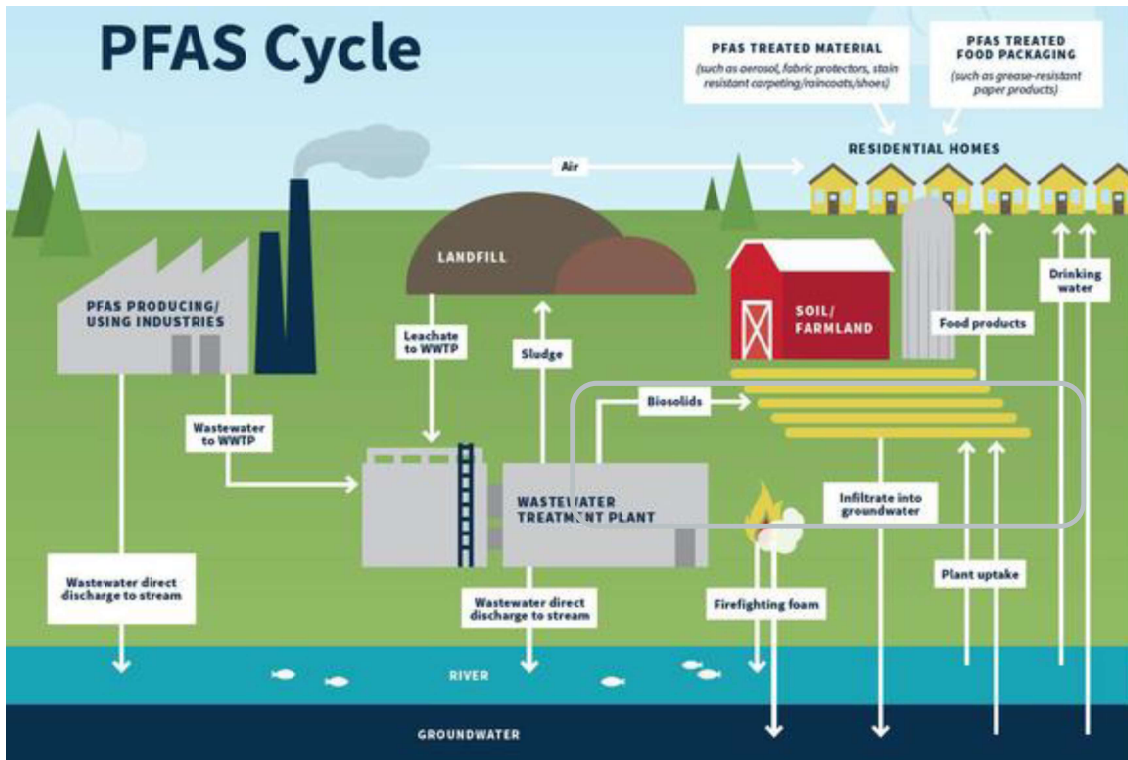 PFAS Cycle
PFAS TREATED MATERIAL
(such as aerosol, fabric protectors, stain
resistant carpeting/raincoats/shoes)
PFAS TREATED
FOOD PACKAGING
(such as grease-resistant
paper products)
RESIDENTIAL HOMES
Air
LANDFILL
PFAS PRODUCING/
USING INDUSTRIES
SOIL/
FARMLAND
Drinking
water
Food products
Leachate
to WWTP
Sludge
Biosolids
Wastewater
to WWTP
WASTEWATER
TREATMENT PLANT
Infiltrate into
groundwater
Plant uptake
Wastewater direct
discharge to stream
Wastewater direct
discharge to stream
Firefighting foam
RIVER
GROUNDWATER